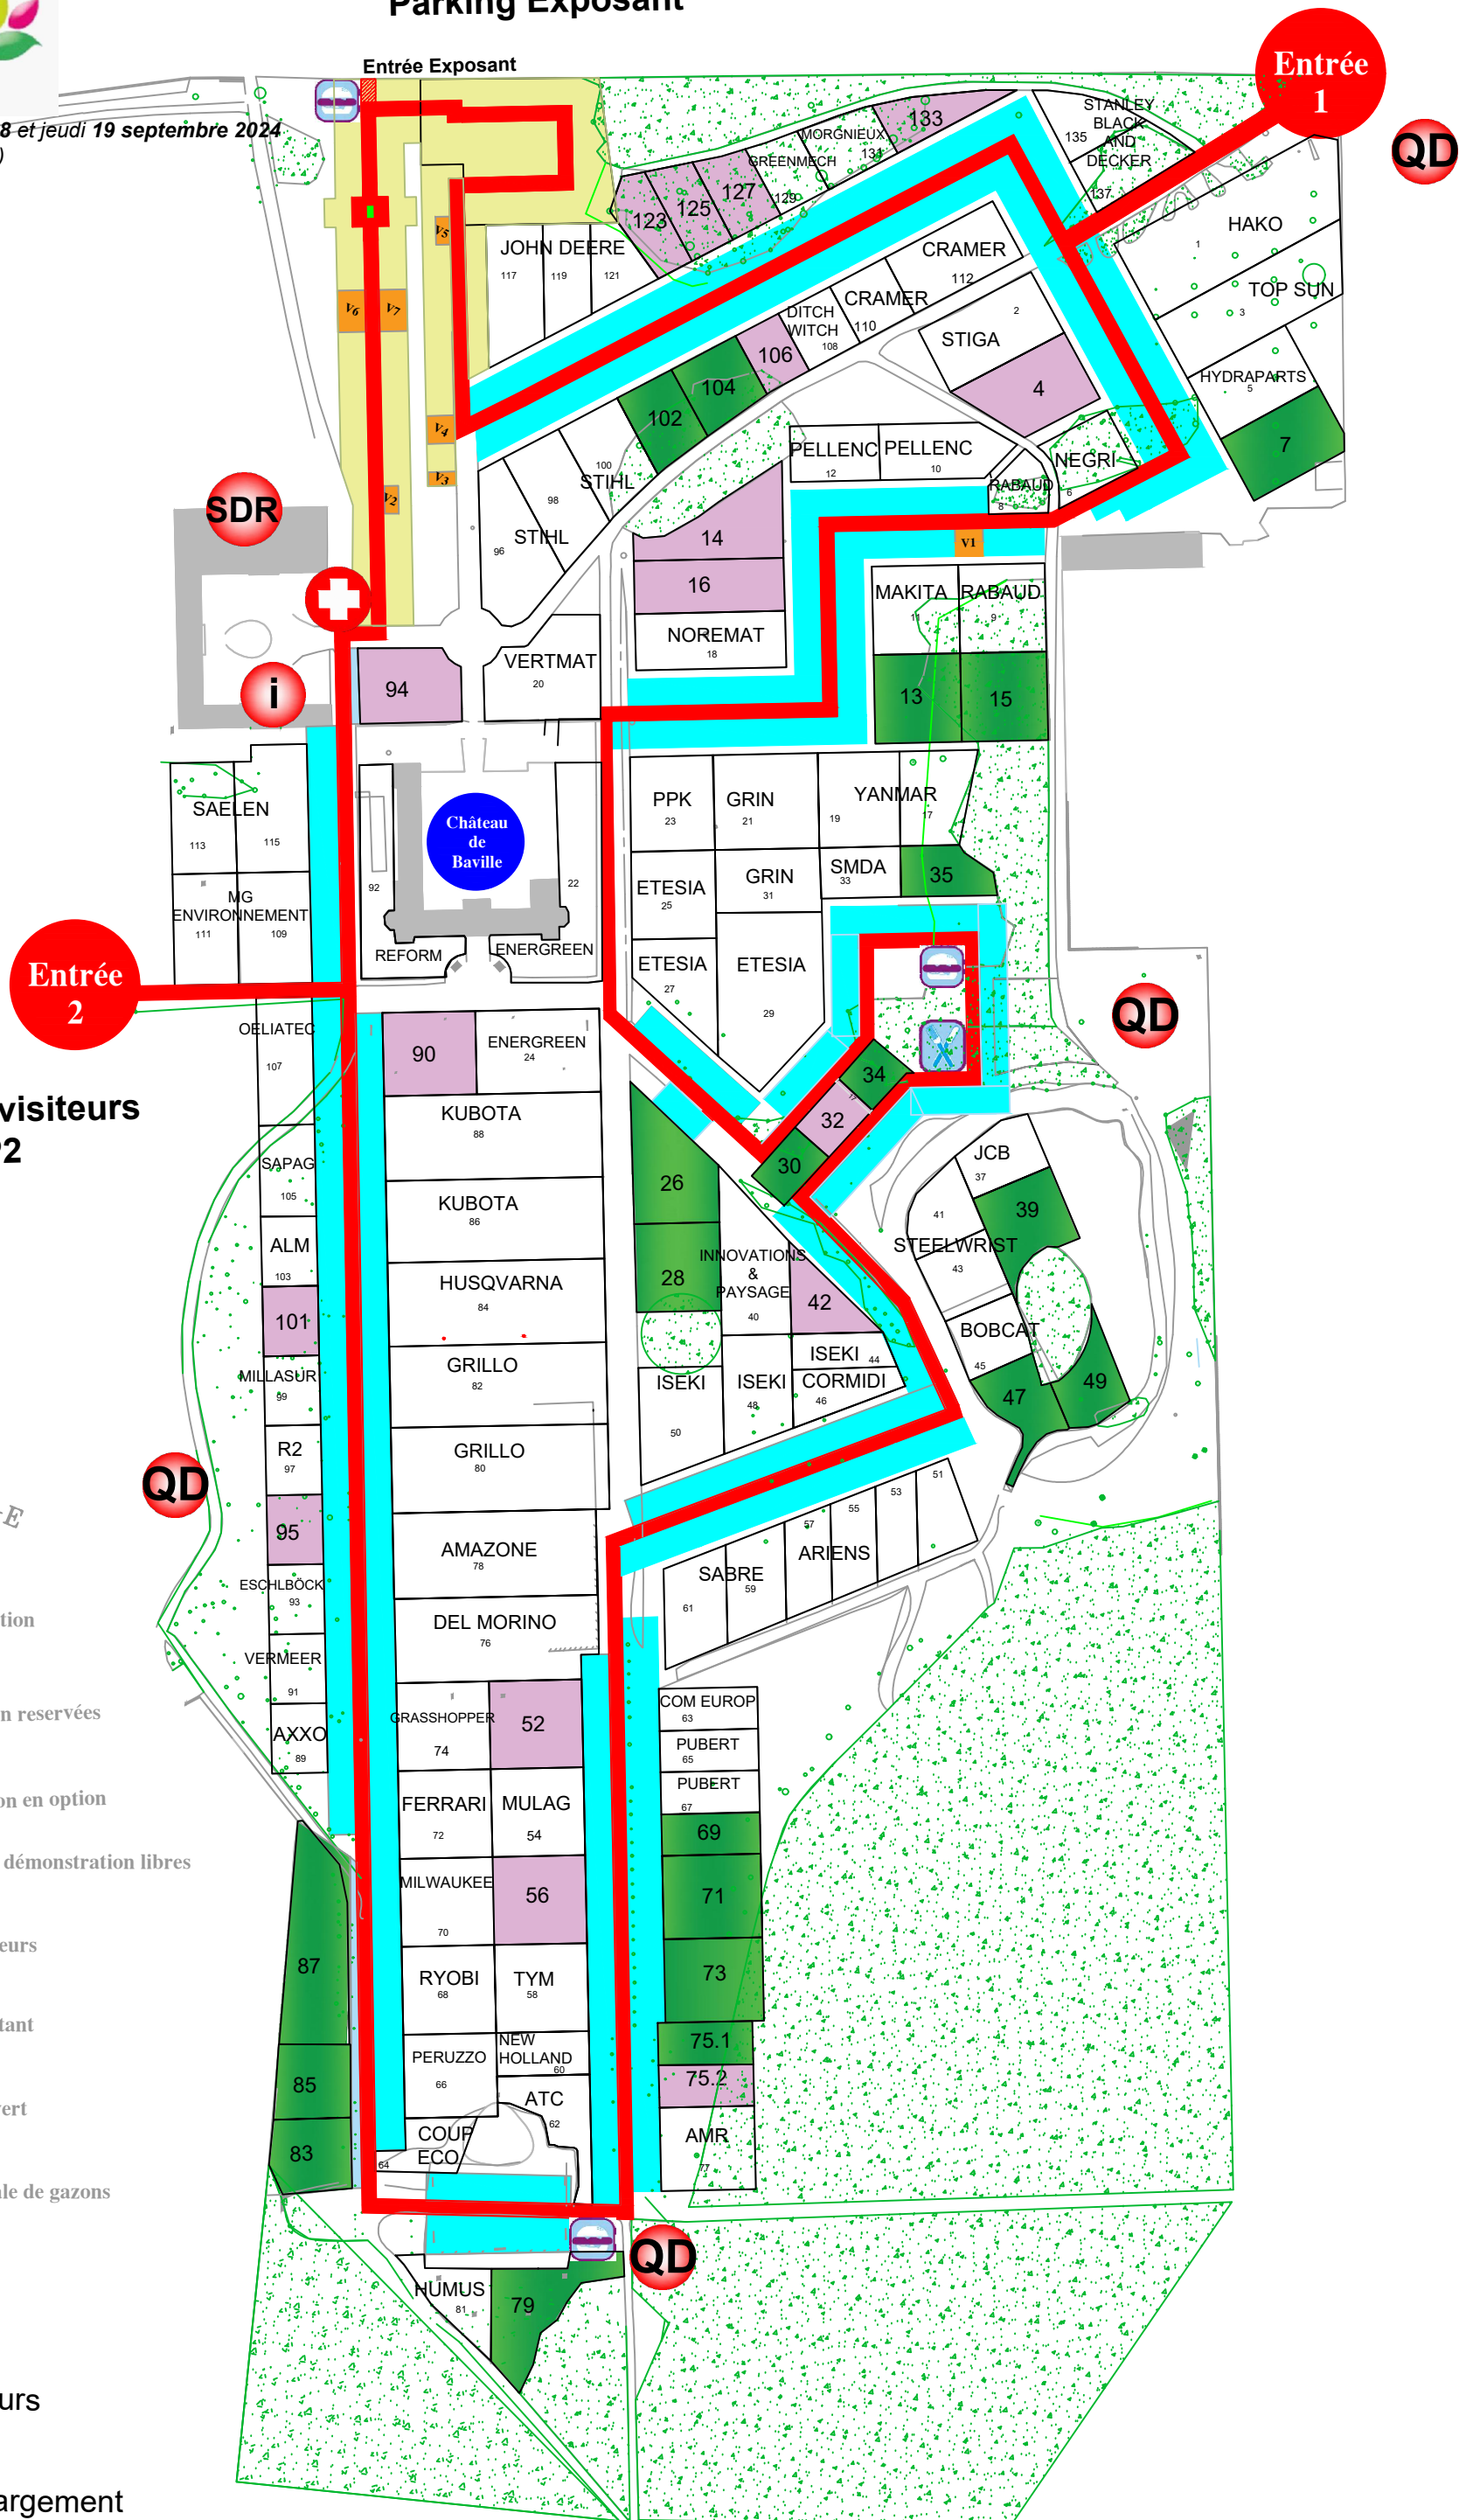 Parking Exposant
Entrée Exposant
Entrée
1
8 et jeudi 19 septembre 2024
)
QD
STANLEY
BLACK
AND
DECKER
135
137
133
MORGNIEUX
131
GREENMECH
129
127
125
123
HAKO
1
TOP SUN
3
HYDRAPARTS
5
7
V5
JOHN DEERE
117
119
121
CRAMER
112
CRAMER
110
DITCH
WITCH
108
106
104
102
V6
V7
STIGA
2
4
V4
V3
V2
STIHL
100
98
STIHL
96
PELLENC
12
PELLENC
10
NEGRI
6
RABAUD
8
V1
SDR
14
16
NOREMAT
18
MAKITA
11
RABAUD
9
13
15
i
94
VERTMAT
20
SAELEN
113
115
MG
ENVIRONNEMENT
111
109
Château
de
Baville
92
22
REFORM
ENERGREEN
PPK
23
GRIN
21
YANMAR
19
17
ETESIA
25
GRIN
31
SMDA
33
35
ETESIA
27
ETESIA
29
Entrée
2
QD
OELIATEC
107
90
ENERGREEN
24
34
32
30
visiteurs
P2
KUBOTA
88
KUBOTA
86
26
28
SAPAG
105
ALM
103
101
JCB
37
39
41
STEELWRIST
43
BOBCAT
45
47
49
HUSQVARNA
84
INNOVATIONS
&
PAYSAGE
40
42
ISEKI
44
CORMIDI
46
ISEKI
48
ISEKI
50
GRILLO
82
GRILLO
80
MILLASUR
99
R2
97
QD
95
E
51
53
55
57
ARIENS
SABRE
59
61
AMAZONE
78
DEL MORINO
76
ESCHLBÖCK
93
VERMEER
91
AXXO
89
tion
n reservées
on en option
démonstration libres
eurs
tant
ert
le de gazons
GRASSHOPPER
74
52
COM EUROP
63
PUBERT
65
PUBERT
67
69
71
73
75.1
75.2
AMR
77
FERRARI
72
MULAG
54
MILWAUKEE
70
56
RYOBI
68
TYM
58
PERUZZO
66
NEW
HOLLAND
60
ATC
62
COUP
ECO
64
87
85
83
QD
HUMUS
81
79
urs
argement